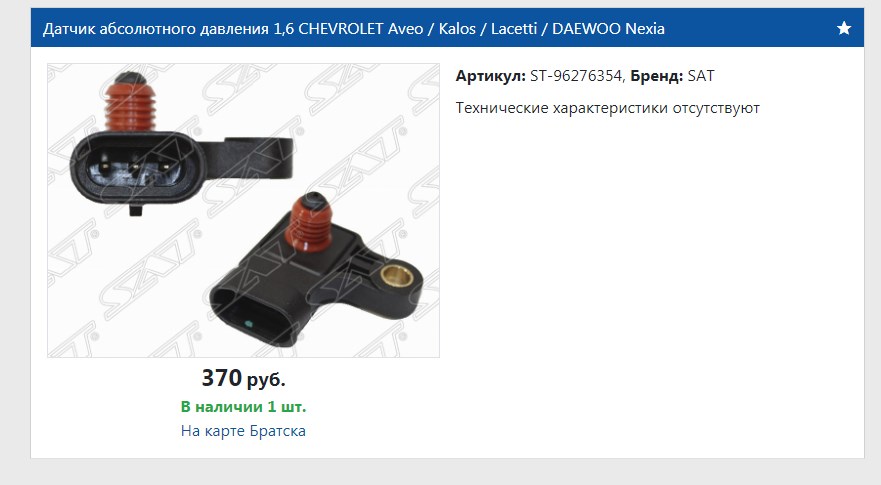 Датчик абсолютного давления 1,6 CHEVROLET Aveo / Kalos / Lacetti / DAEWOO Nexia
Артикул: ST-96276354, Бренд: SAT
Технические характеристики отсутствуют
SAT
370 руб.
В наличии 1 шт.
На карте Братска